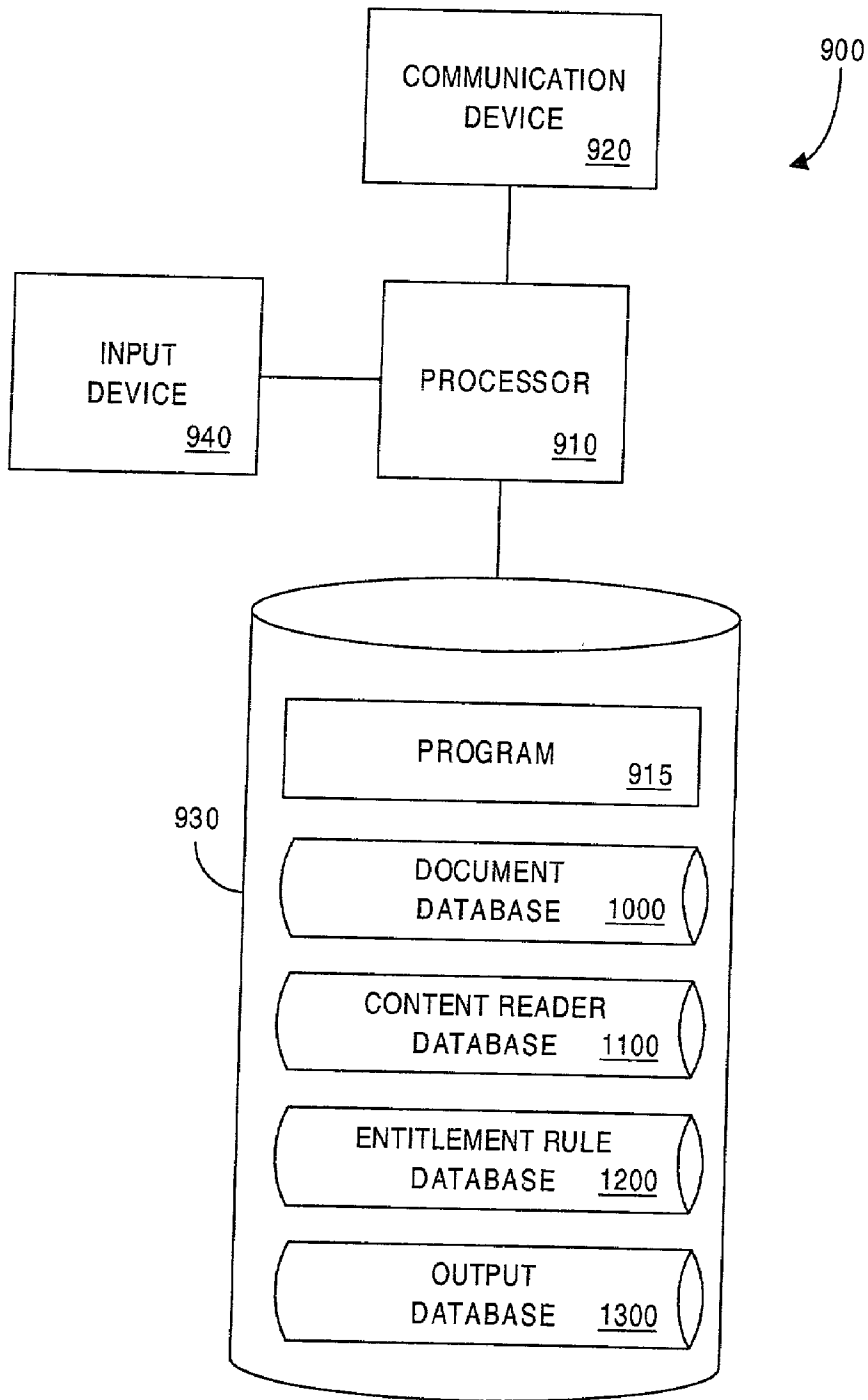 COMMUNICATION
DEVICE
920
900
INPUT
DEVICE
940
PROCESSOR
910
PROGRAM
915
930
DOCUMENT
DATABASE 1000
CONTENT READER
DATABASE 1100
ENTITLEMENT RULE
DATABASE 1200
OUTPUT
DATABASE 1300